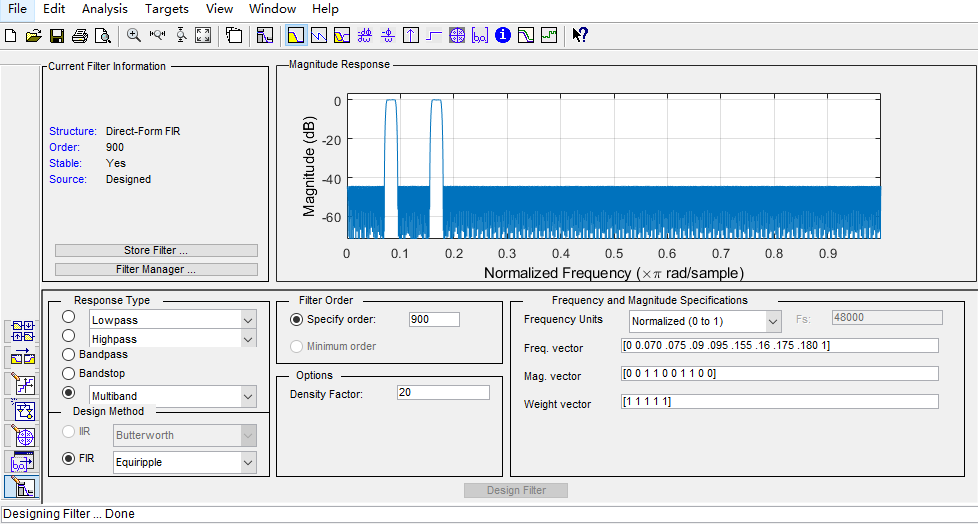 File Edit Analysis Targets View Window Help
Current Filter Information
Structure: Direct-Form FIR
Order: 900
Stable: Yes
Source: Designed
Store Filter ...
Filter Manager ...
Magnitude Response
Magnitude (dB)
0
-20
-40
-60
0 0.1 0.2 0.3 0.4 0.5 0.6 0.7 0.8 0.9
Normalized Frequency (×π rad/sample)
Response Type
Lowpass
Highpass
Bandpass
Bandstop
Multiband
Design Method
IIR Butterworth
FIR Equiripple
Filter Order
Specify order: 900
Minimum order
Options
Density Factor: 20
Frequency and Magnitude Specifications
Frequency Units Normalized (0 to 1) Fs: 48000
Freq. vector [0 0.070 .075 .09 .095 .155 .16 .175 .180 1]
Mag. vector [0 0 1 1 0 0 1 1 0 0]
Weight vector [1 1 1 1 1]
Design Filter
Designing Filter ... Done